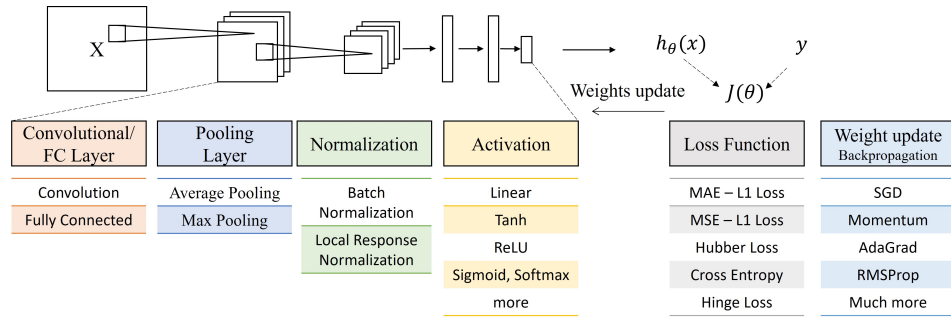 X
h_θ(x)
y
J(θ)
Weights update
Convolutional/
FC Layer
Convolution
Fully Connected
Pooling
Layer
Average Pooling
Max Pooling
Normalization
Batch
Normalization
Local Response
Normalization
Activation
Linear
Tanh
ReLU
Sigmoid, Softmax
more
Loss Function
MAE – L1 Loss
MSE – L1 Loss
Hubber Loss
Cross Entropy
Hinge Loss
Weight update
Backpropagation
SGD
Momentum
AdaGrad
RMSProp
Much more